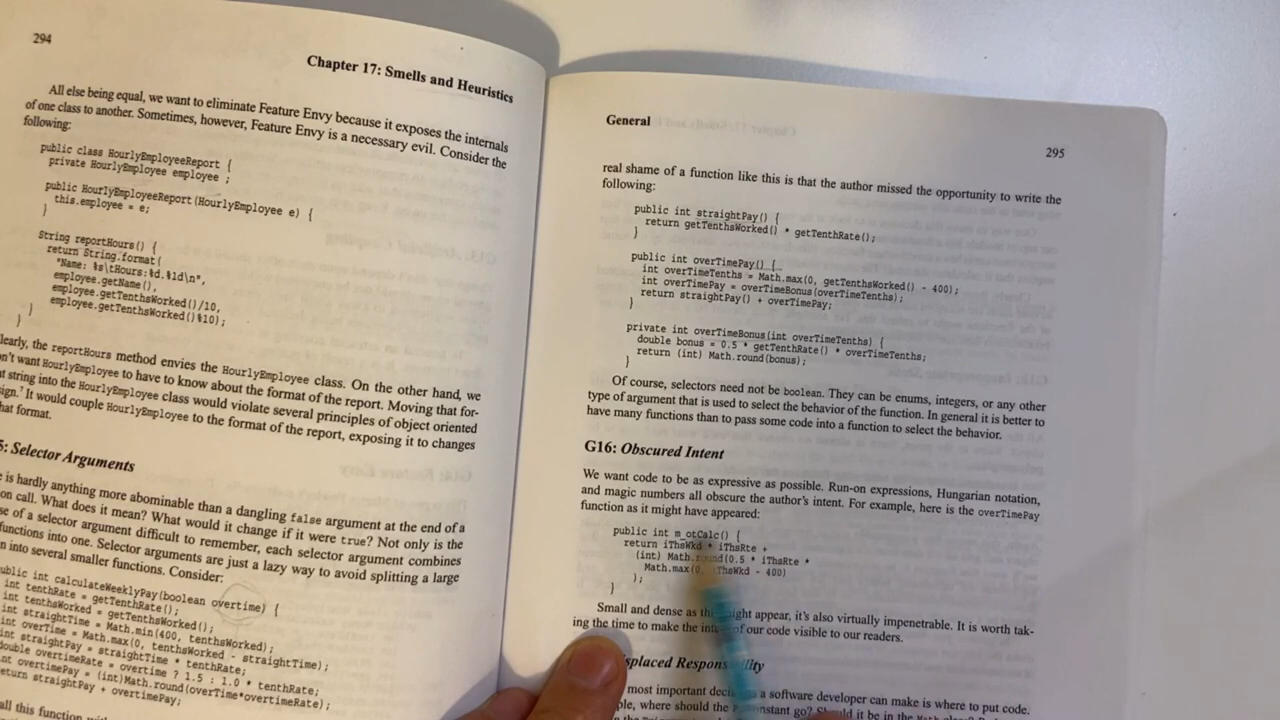 294
Chapter 17: Smells and Heuristics
All else being equal, we want to eliminate Feature Envy because it exposes the internals
of one class to another. Sometimes, however, Feature Envy is a necessary evil. Consider the
following:
public class HourlyEmployeeReport {
private HourlyEmployee employee ;
public HourlyEmployeeReport(HourlyEmployee e) {
this.employee = e;
}
String reportHours() {
return String.format(
"Name: %s\tHours:%d.%1d\n",
employee.getName(),
employee.getTenthsWorked()/10,
employee.getTenthsWorked()%10);
}
}
learly, the reportHours method envies the HourlyEmployee class. On the other hand, we
n't want HourlyEmployee to have to know about the format of the report. Moving that for-
t string into the HourlyEmployee class would violate several principles of object oriented
ign.7 It would couple HourlyEmployee to the format of the report, exposing it to changes
hat format.
5: Selector Arguments
e is hardly anything more abominable than a dangling false argument at the end of a
on call. What does it mean? What would it change if it were true? Not only is the
se of a selector argument difficult to remember, each selector argument combines
functions into one. Selector arguments are just a lazy way to avoid splitting a large
n into several smaller functions. Consider:
ublic int calculateWeeklyPay(boolean overtime) {
int tenthRate = getTenthRate();
int tenthsWorked = getTenthsWorked();
int straightTime = Math.min(400, tenthsWorked);
int overTime = Math.max(0, tenthsWorked - straightTime);
int straightPay = straightTime * tenthRate;
double overtimeRate = overtime ? 1.5 : 1.0 * tenthRate;
int overtimePay = (int)Math.round(overTime*overtimeRate);
return straightPay + overtimePay;
all this function
General
295
real shame of a function like this is that the author missed the opportunity to write the
following:
public int straightPay() {
return getTenthsWorked() * getTenthRate();
}
public int overTimePay() {
int overTimeTenths = Math.max(0, getTenthsWorked() - 400);
int overTimePay = overTimeBonus(overTimeTenths);
return straightPay() + overTimePay;
}
private int overTimeBonus(int overTimeTenths) {
double bonus = 0.5 * getTenthRate() * overTimeTenths;
return (int) Math.round(bonus);
}
Of course, selectors need not be boolean. They can be enums, integers, or any other
type of argument that is used to select the behavior of the function. In general it is better to
have many functions than to pass some code into a function to select the behavior.
G16: Obscured Intent
We want code to be as expressive as possible. Run-on expressions, Hungarian notation,
and magic numbers all obscure the author's intent. For example, here is the overTimePay
function as it might have appeared:
public int m_otCalc() {
return iThsWkd * iThsRte +
(int) Math.round(0.5 * iThsRte *
Math.max(0, iThsWkd - 400)
);
}
Small and dense as this might appear, it's also virtually impenetrable. It is worth tak-
ing the time to make the intent of our code visible to our readers.
splaced Responsibility
most important decisions a software developer can make is where to put code.
ple, where should the PI constant go? Should it be in the Math class?